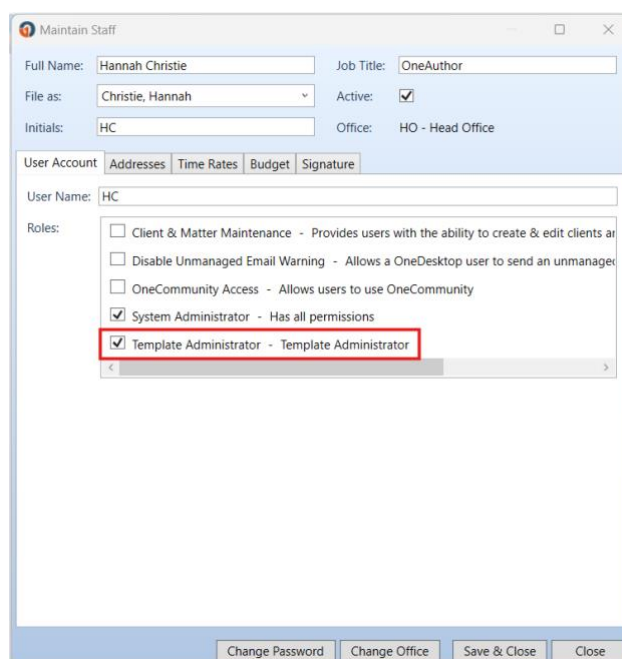 Maintain Staff
Full Name: Hannah Christie Job Title: OneAuthor
File as: Christie, Hannah Active:
Initials: HC Office: HO - Head Office
User Account Addresses Time Rates Budget Signature
User Name: HC
Roles:
Client & Matter Maintenance - Provides users with the ability to create & edit clients
Disable Unmanaged Email Warning - Allows a OneDesktop user to send an
OneCommunity Access - Allows users to use OneCommunity
System Administrator - Has all permissions
Template Administrator - Template Administrator
Change Password Change Office Save & Close Close